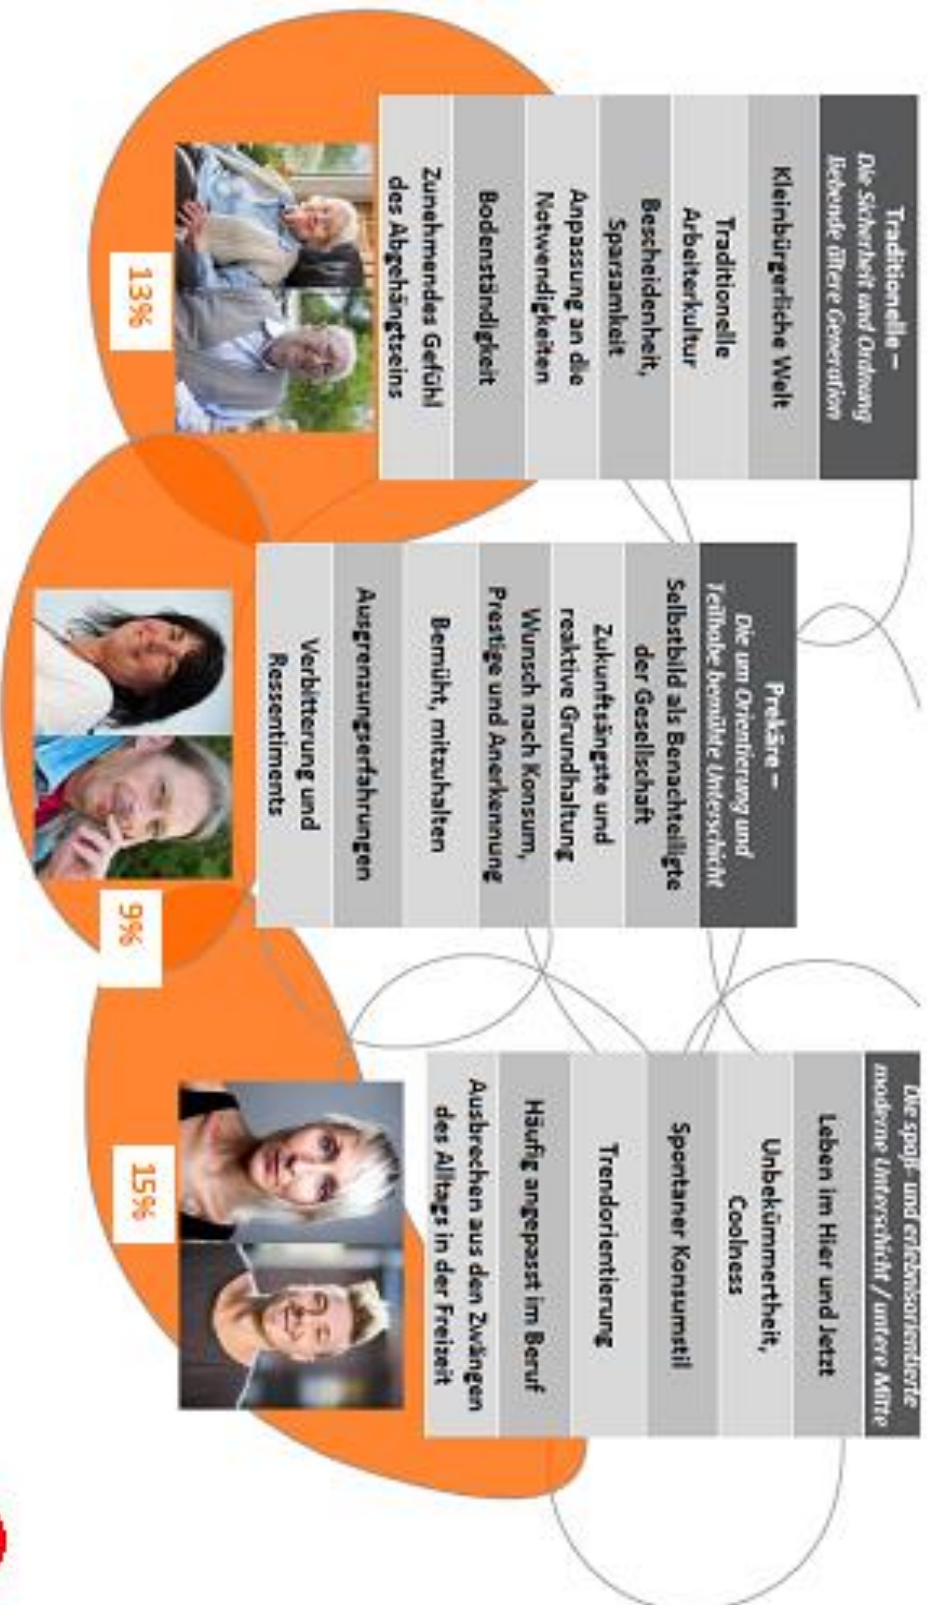 Traditionelle –
Die Sicherheit und Ordnung
liebende ältere Generation
Kleinbürgerliche Welt
Traditionelle
Arbeiterkultur
Bescheidenheit,
Sparsamkeit
Anpassung an die
Notwendigkeiten
Bodenständigkeit
Zunehmendes Gefühl
des Abgehängtseins
13%
Prekäre –
Die um Orientierung und
Teilhabe bemühte Unterschicht
Selbstbild als Benachteiligte
der Gesellschaft
Zukunftsängste und
reaktive Grundhaltung
Wunsch nach Konsum,
Prestige und Anerkennung
Bemüht, mitzuhalten
Ausgrenzungserfahrungen
Verbitterung und
Ressentiments
9%
Die spaß- und erlebnisorientierte
moderne Unterschicht / untere Mitte
Leben im Hier und Jetzt
Unbekümmertheit,
Coolness
Spontaner Konsumstil
Trendorientierung
Häufig angepasst im Beruf
Ausbrechen aus den Zwängen
des Alltags in der Freizeit
15%